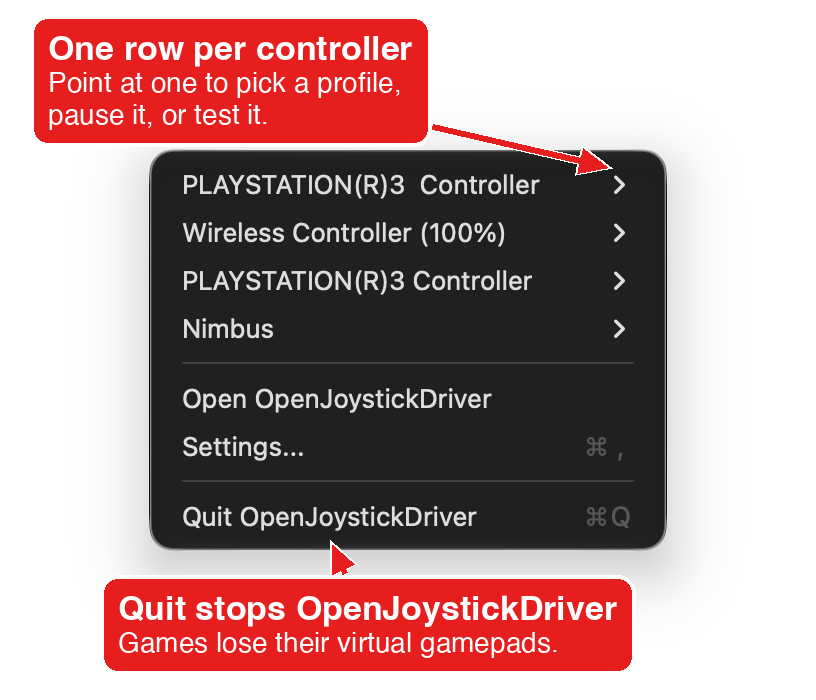 One row per controller
Point at one to pick a profile,
pause it, or test it.
PLAYSTATION(R)3  Controller
Wireless Controller (100%)
PLAYSTATION(R)3 Controller
Nimbus
Open OpenJoystickDriver
Settings... ⌘ ,
Quit OpenJoystickDriver ⌘Q
Quit stops OpenJoystickDriver
Games lose their virtual gamepads.